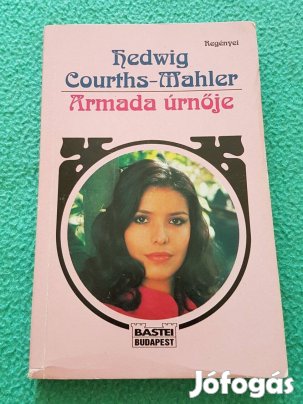 Regényei
Hedwig
Courths-Mahler
Armada úrnője
BASTEI
BUDAPEST
Jófogás